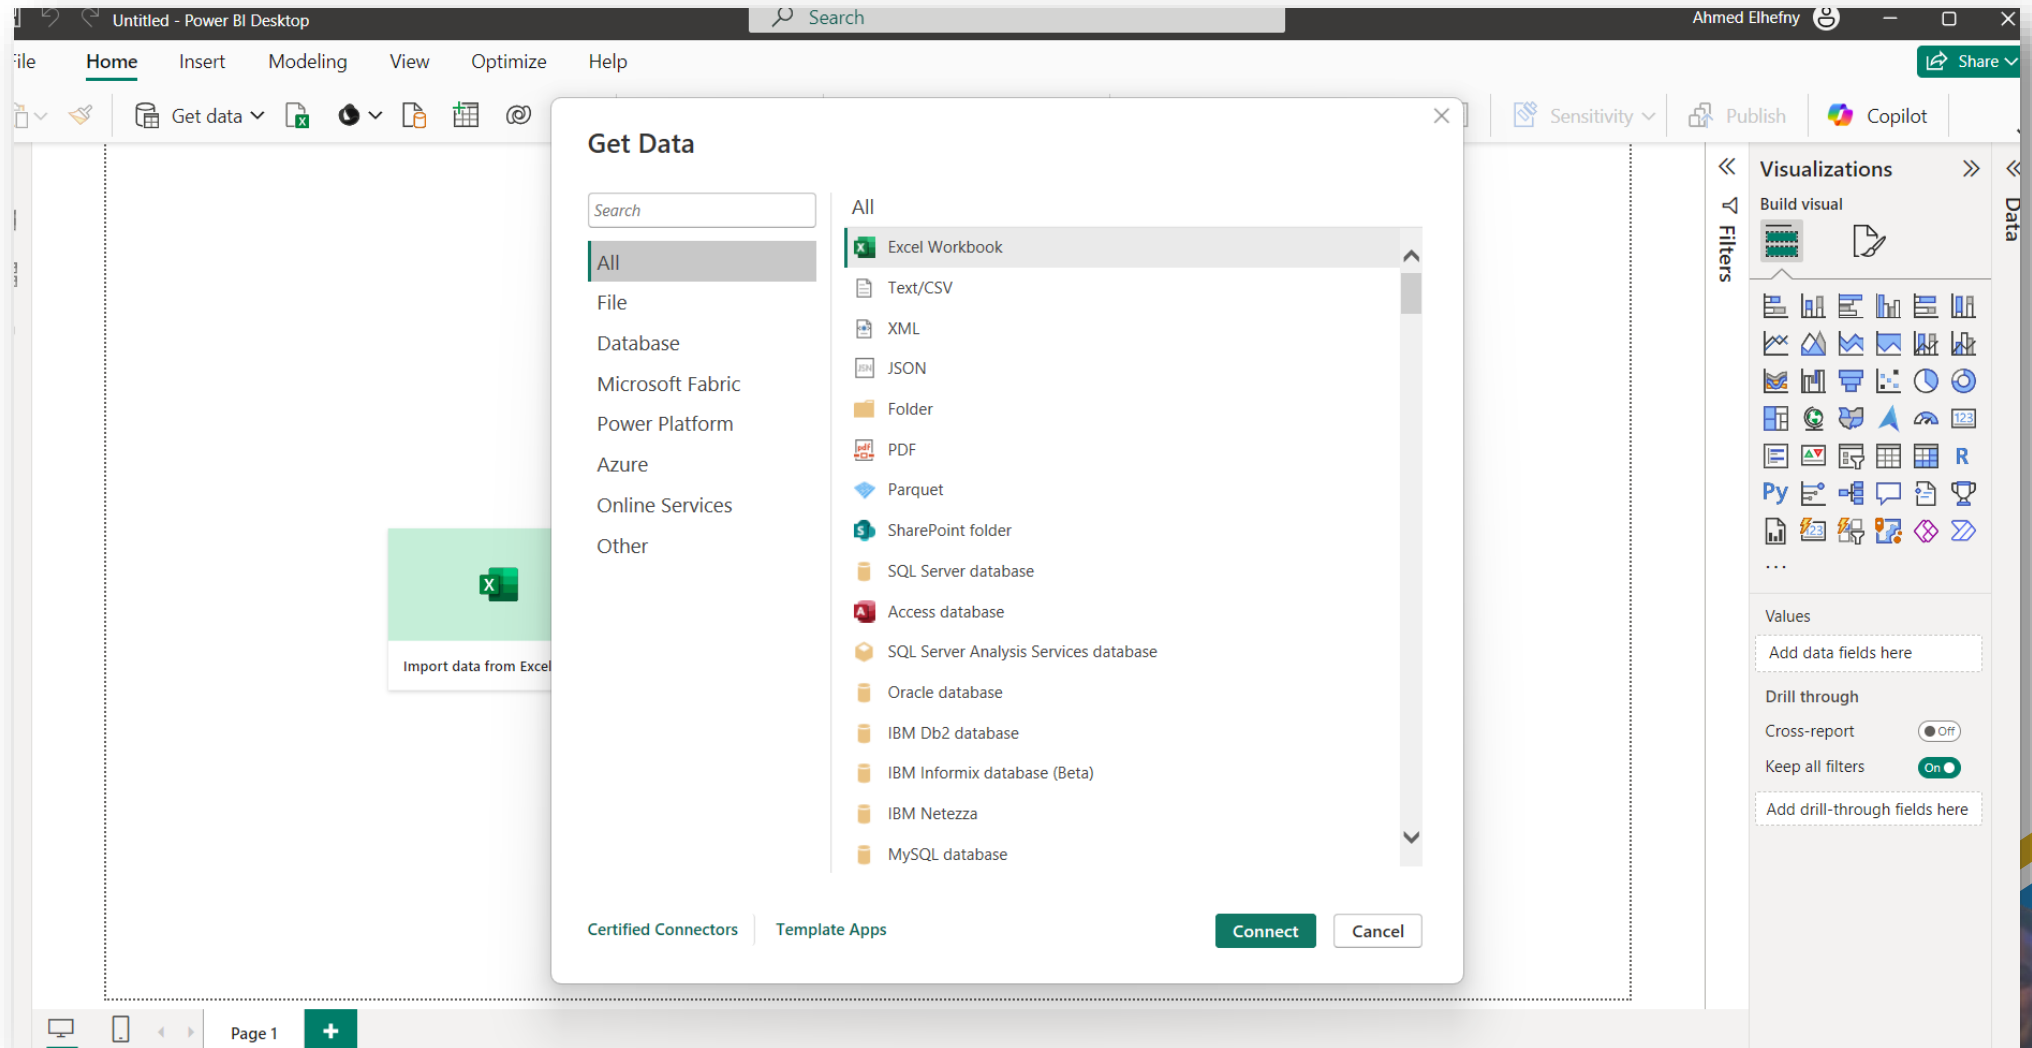 Untitled - Power BI Desktop
Search
Ahmed Elhefny
File
Home
Insert
Modeling
View
Optimize
Help
Share
Get data
Sensitivity
Publish
Copilot
Get Data
Search
All
File
Database
Microsoft Fabric
Power Platform
Azure
Online Services
Other
All
Excel Workbook
Text/CSV
XML
JSON
Folder
PDF
Parquet
SharePoint folder
SQL Server database
Access database
SQL Server Analysis Services database
Oracle database
IBM Db2 database
IBM Informix database (Beta)
IBM Netezza
MySQL database
Certified Connectors
Template Apps
Connect
Cancel
Import data from Excel
Filters
Visualizations
Build visual
123
R
Py
123
...
Values
Add data fields here
Drill through
Cross-report
Off
Keep all filters
On
Add drill-through fields here
Data
Page 1